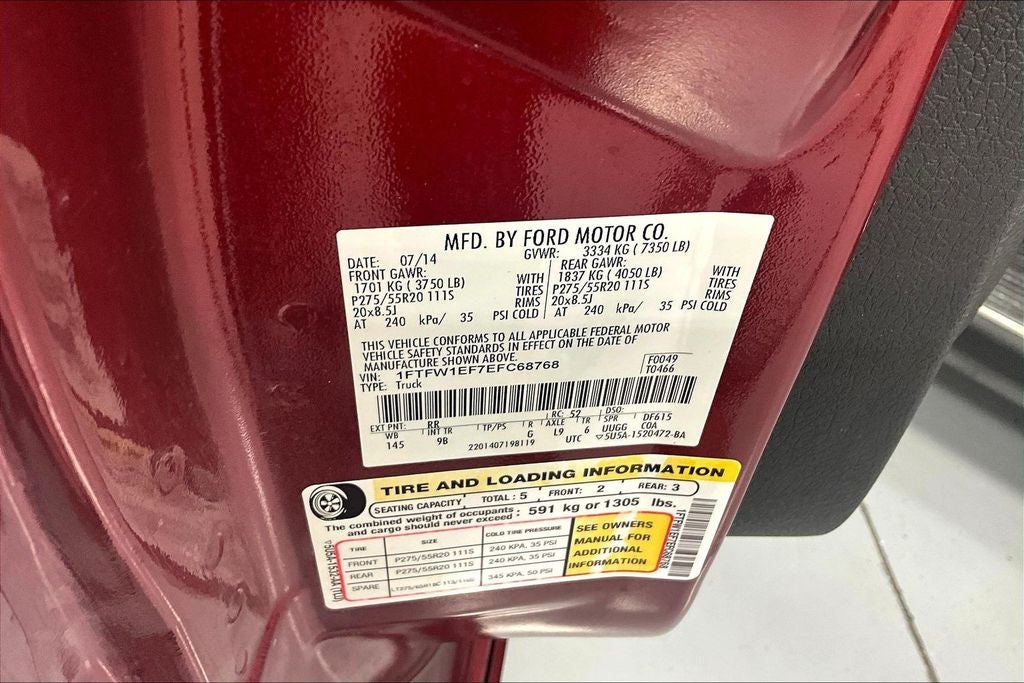 MFD. BY FORD MOTOR CO.
DATE: 07/14 GVWR: 3334 KG ( 7350 LB)
FRONT GAWR: REAR GAWR:
1701 KG ( 3750 LB) WITH 1837 KG ( 4050 LB) WITH
P275/55R20 111S TIRES P275/55R20 111S TIRES
20x8.5J RIMS 20x8.5J RIMS
AT 240 kPa/ 35 PSI COLD AT 240 kPa/ 35 PSI COLD
THIS VEHICLE CONFORMS TO ALL APPLICABLE FEDERAL MOTOR
VEHICLE SAFETY STANDARDS IN EFFECT ON THE DATE OF
MANUFACTURE SHOWN ABOVE.
VIN: 1FTFW1EF7EFC68768 F0049
TYPE: Truck T0466
EXT PNT: RR RC: 52 DSO:
WB INT TR TP/PS R AXLE TR SPR DF615
145 9B G L9 6 UUGG COA
2201407198119 UTC ▽5U5A-1520472-BA
TIRE AND LOADING INFORMATION
SEATING CAPACITY TOTAL : 5 FRONT: 2 REAR: 3
The combined weight of occupants
and cargo should never exceed : 591 kg or 1305 lbs.
TIRE SIZE COLD TIRE PRESSURE
FRONT P275/55R20 111S 240 KPA, 35 PSI
REAR P275/55R20 111S 240 KPA, 35 PSI
SPARE 345 KPA, 50 PSI
SEE OWNERS
MANUAL FOR
ADDITIONAL
INFORMATION
1FTFW1EF7EFC68768